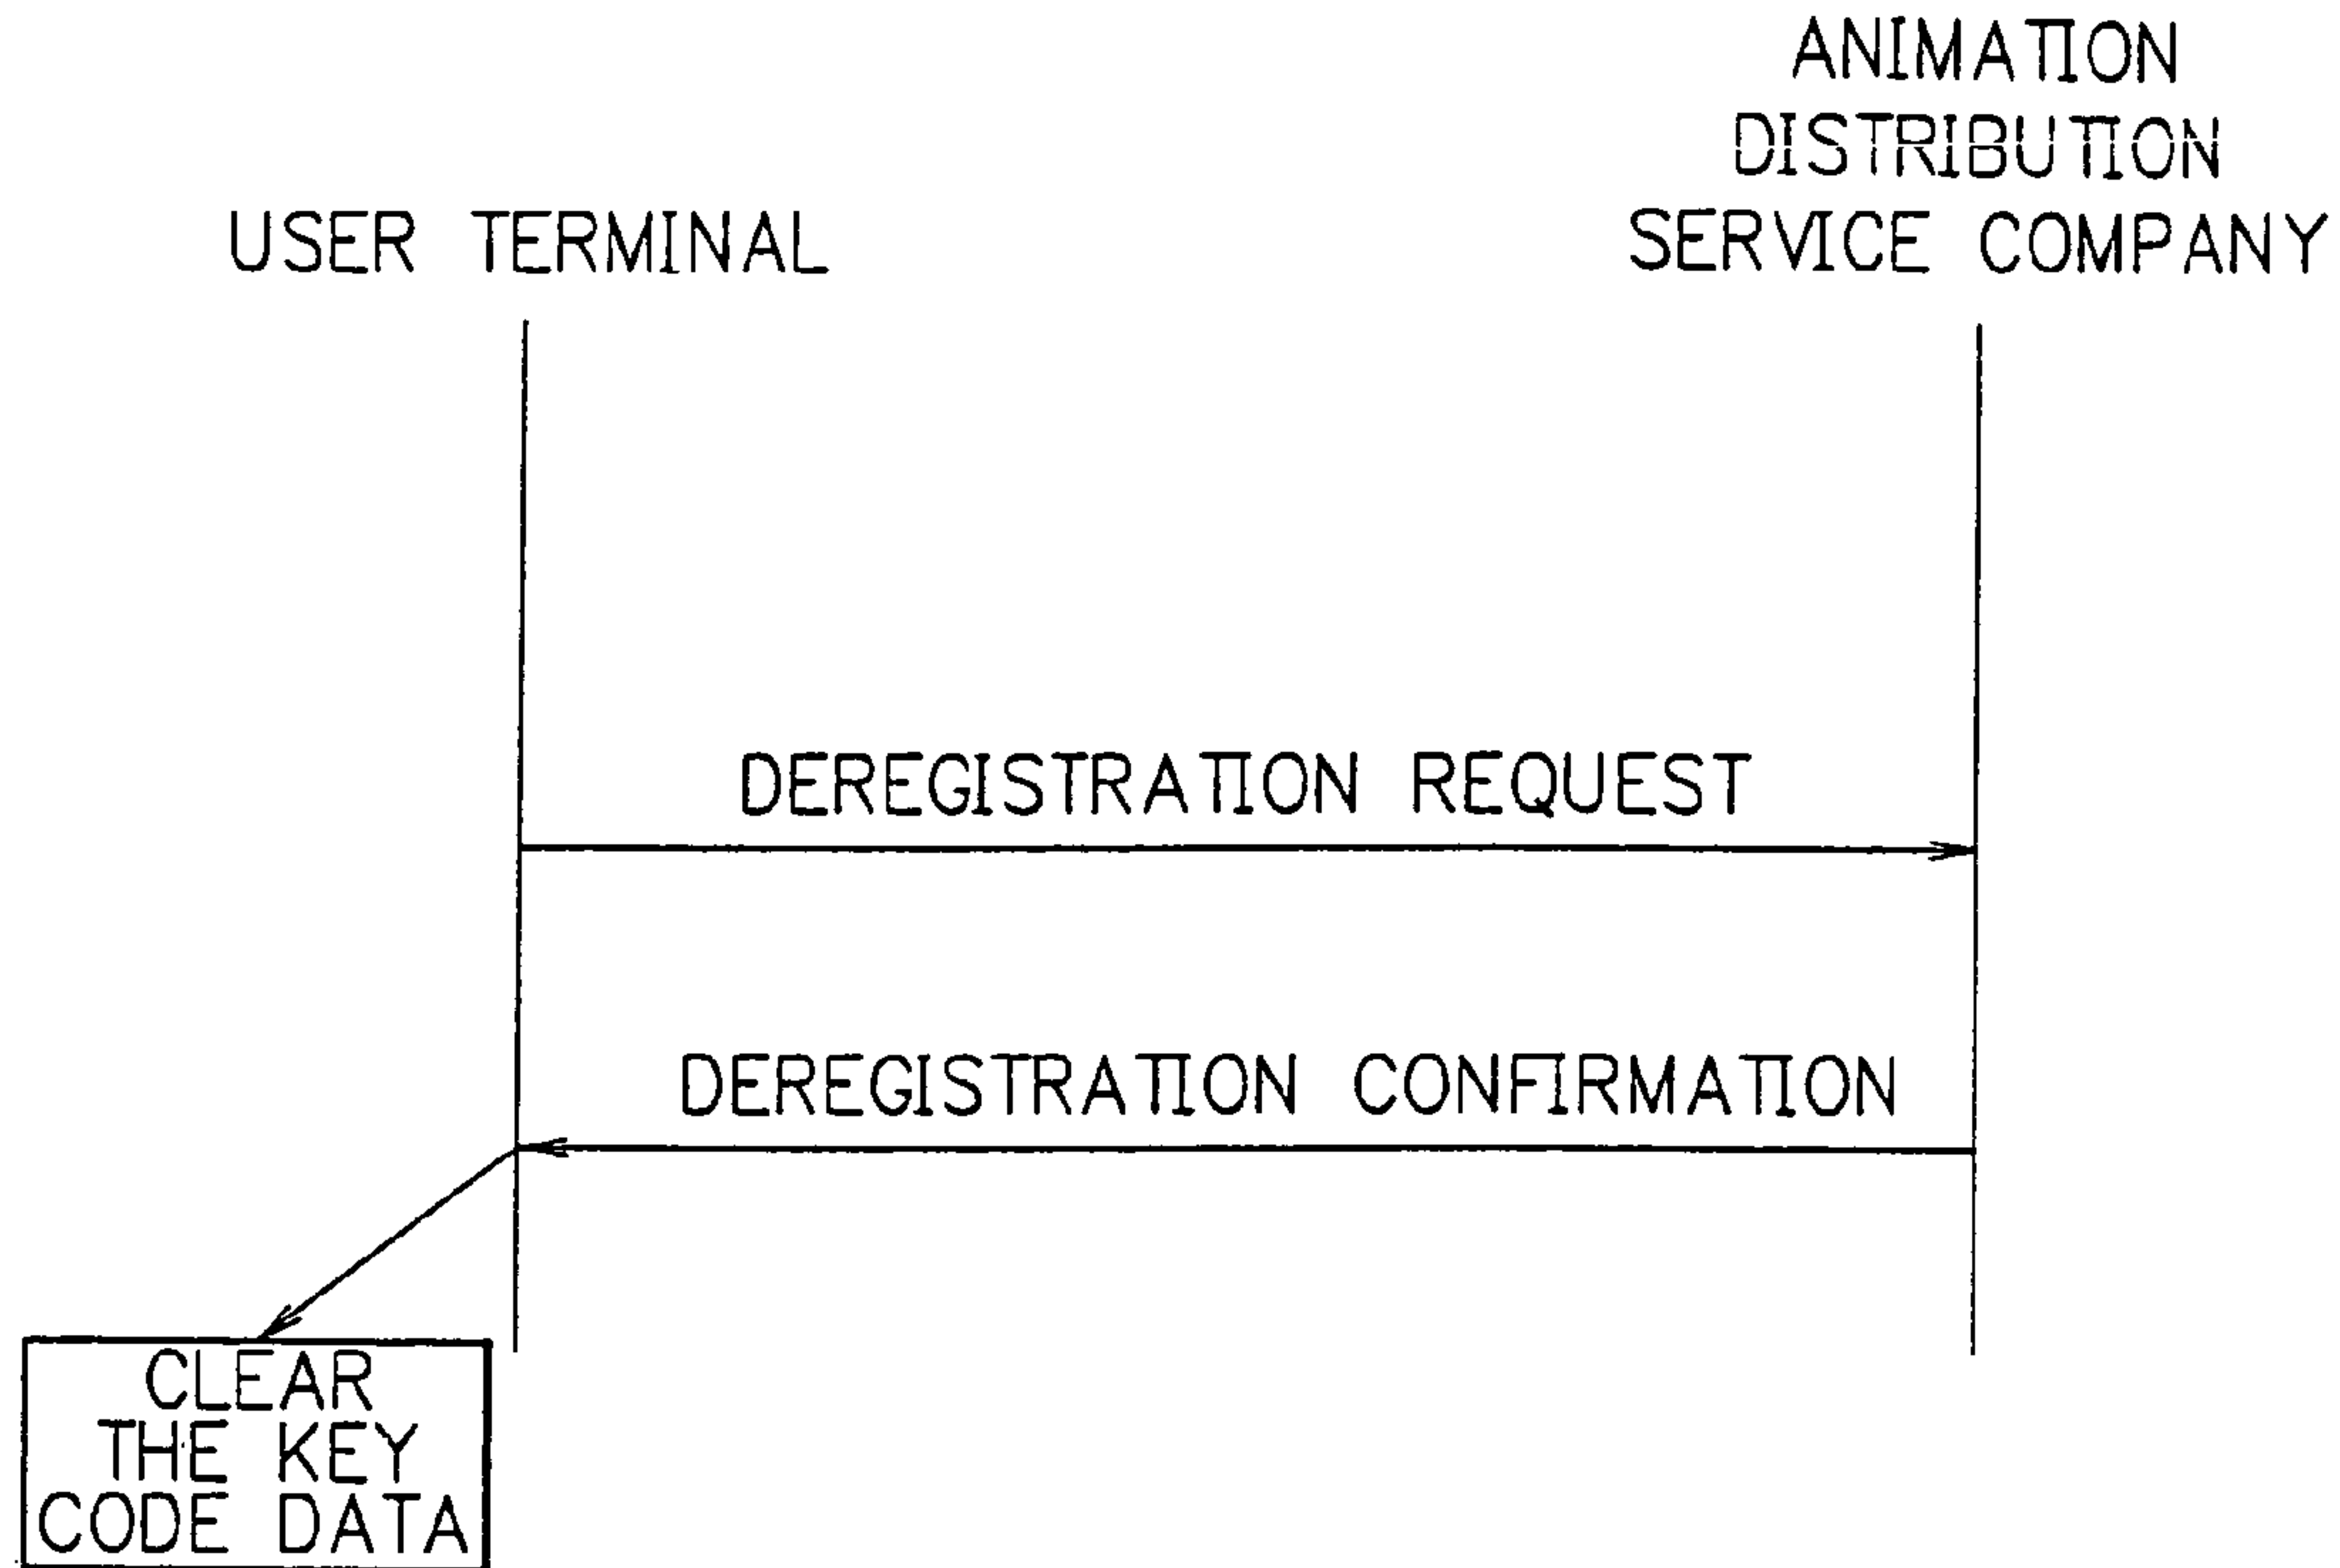 USER TERMINAL
ANIMATION
DISTRIBUTION
SERVICE COMPANY
DEREGISTRATION REQUEST
DEREGISTRATION CONFIRMATION
CLEAR
THE KEY
CODE DATA